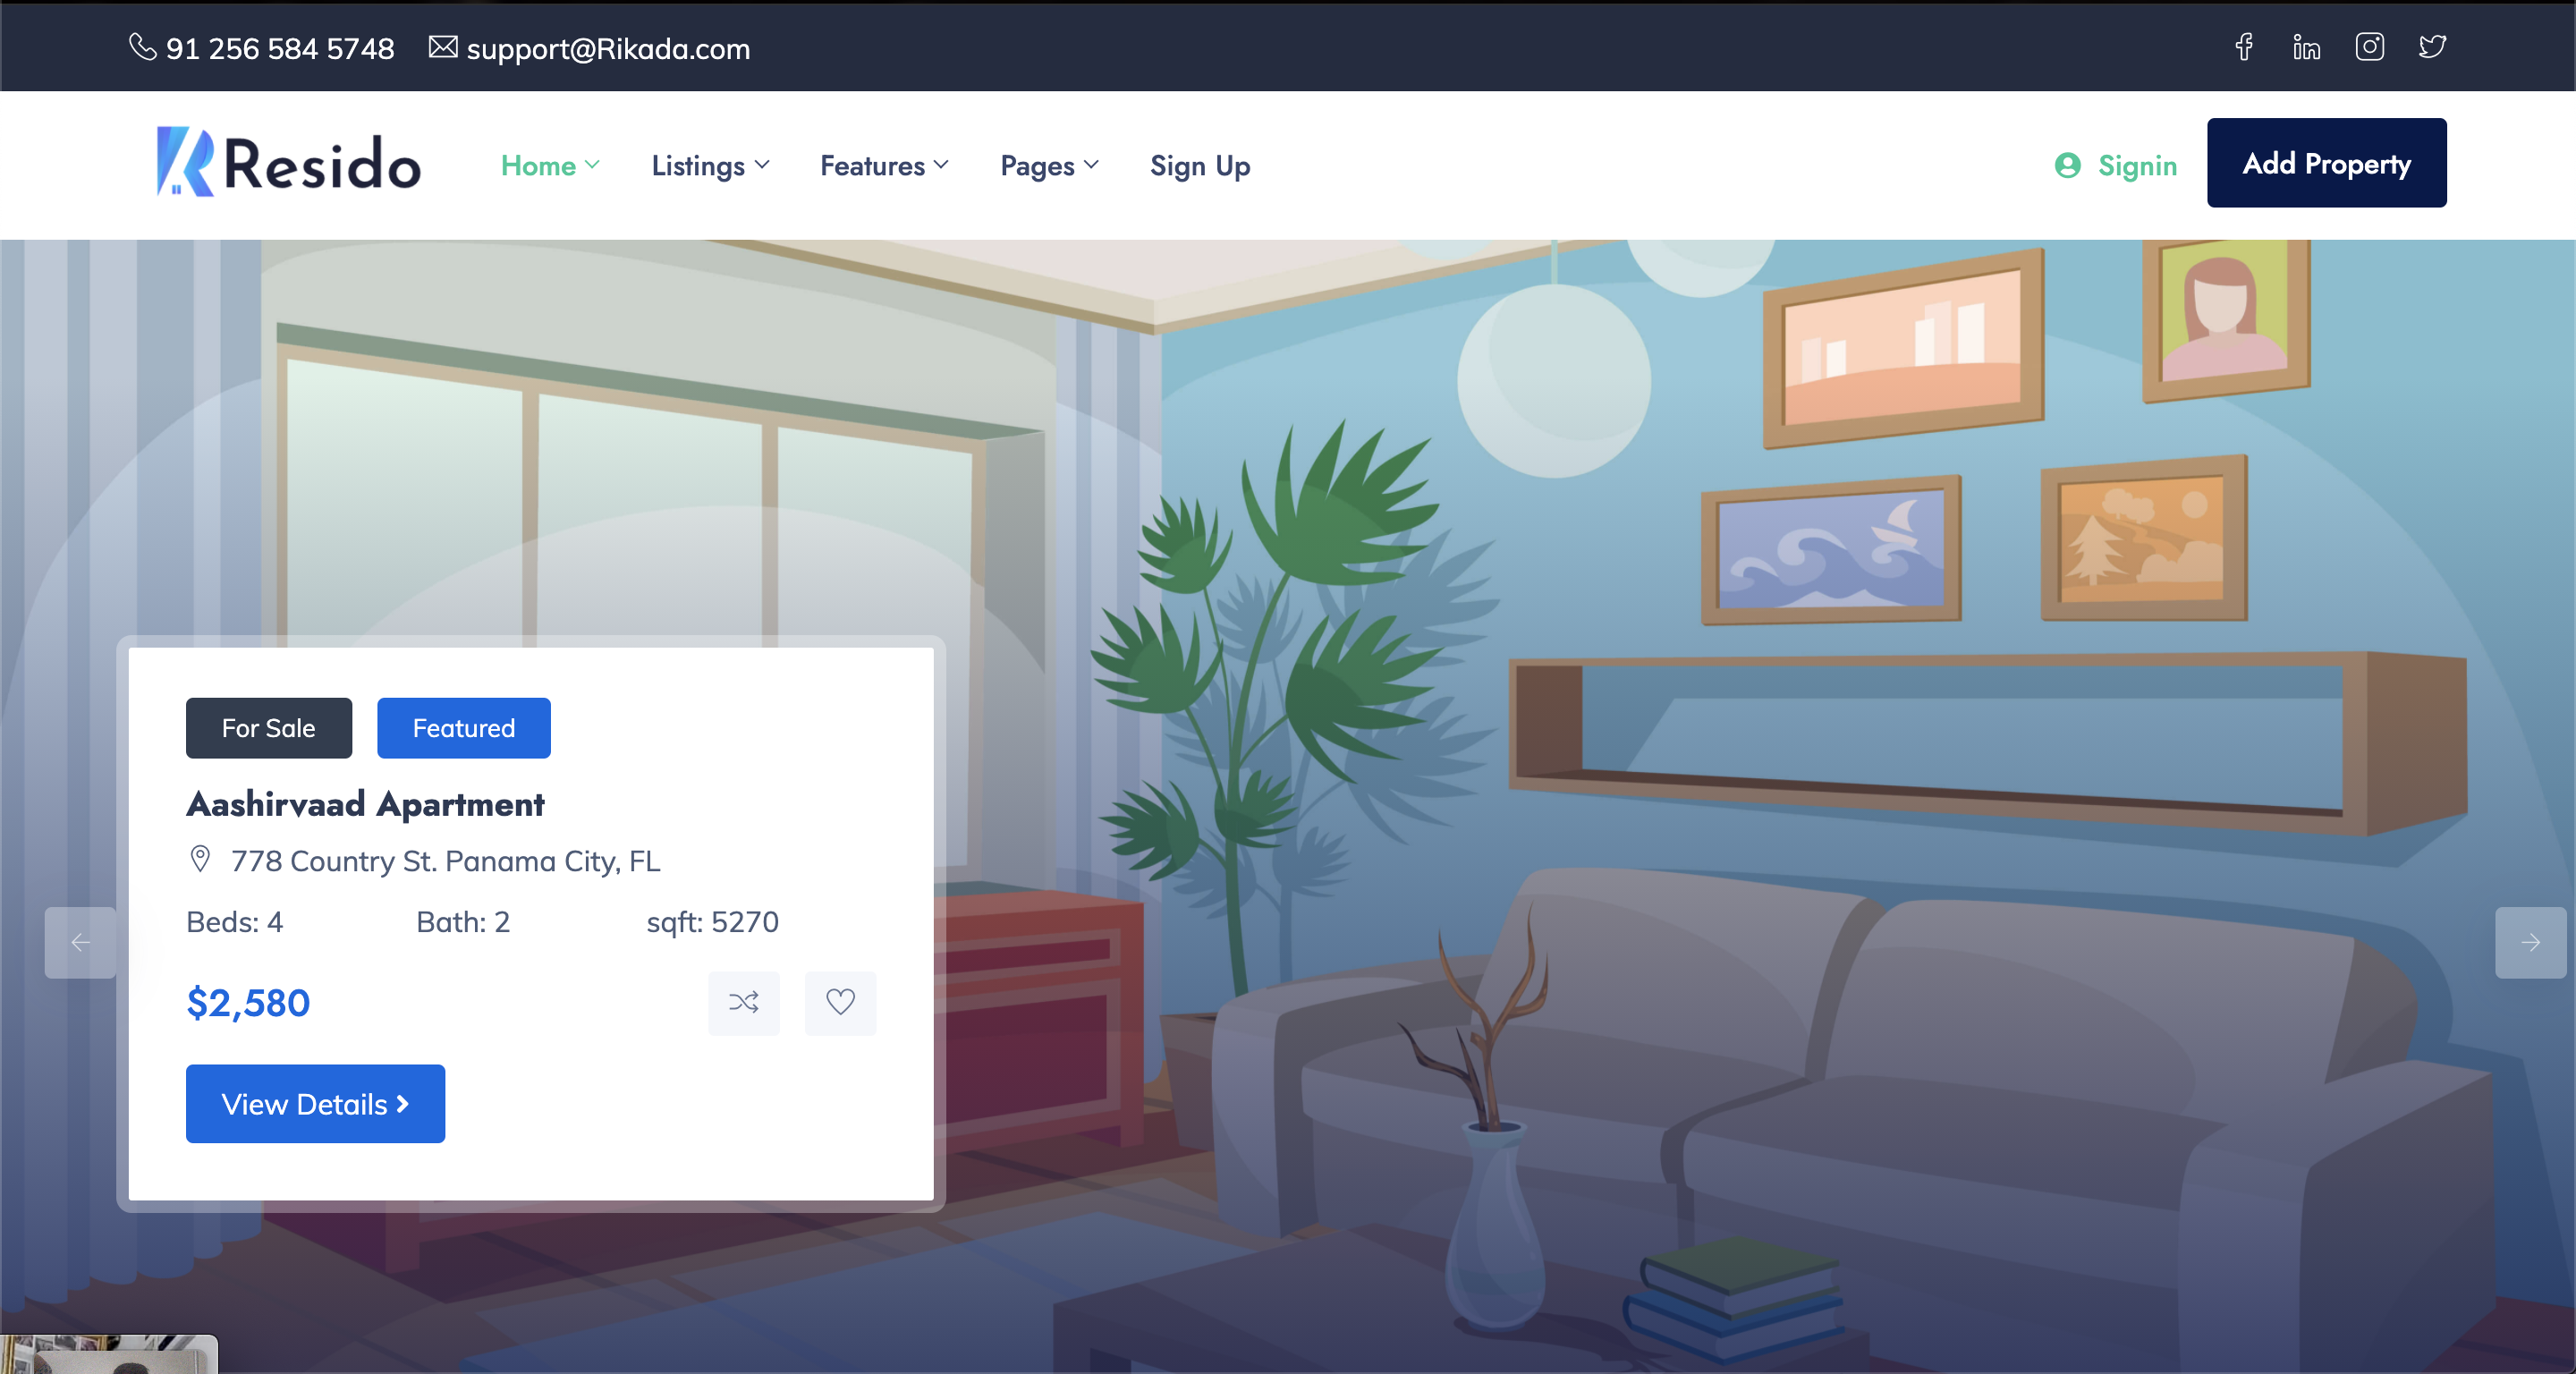 91 256 584 5748 support@Rikada.com
Resido Home Listings Features Pages Sign Up Signin Add Property
For Sale Featured
Aashirvaad Apartment
778 Country St. Panama City, FL
Beds: 4 Bath: 2 sqft: 5270
$2,580
View Details